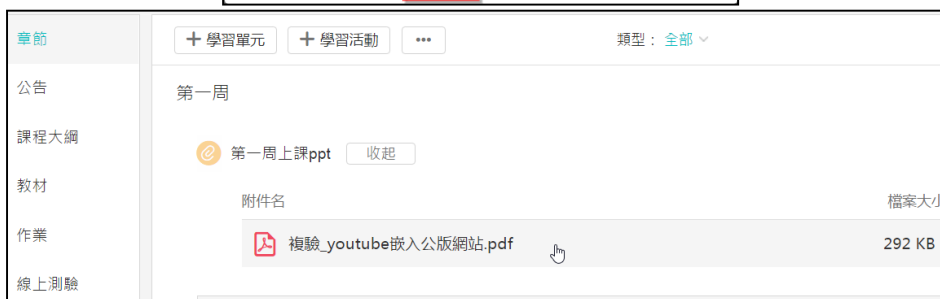 章節
公告
課程大綱
教材
作業
線上測驗
＋ 學習單元 ＋ 學習活動 ••• 類型： 全部
第一周
第一周上課ppt 收起
附件名 檔案大小
複驗_youtube嵌入公版網站.pdf 292 KB